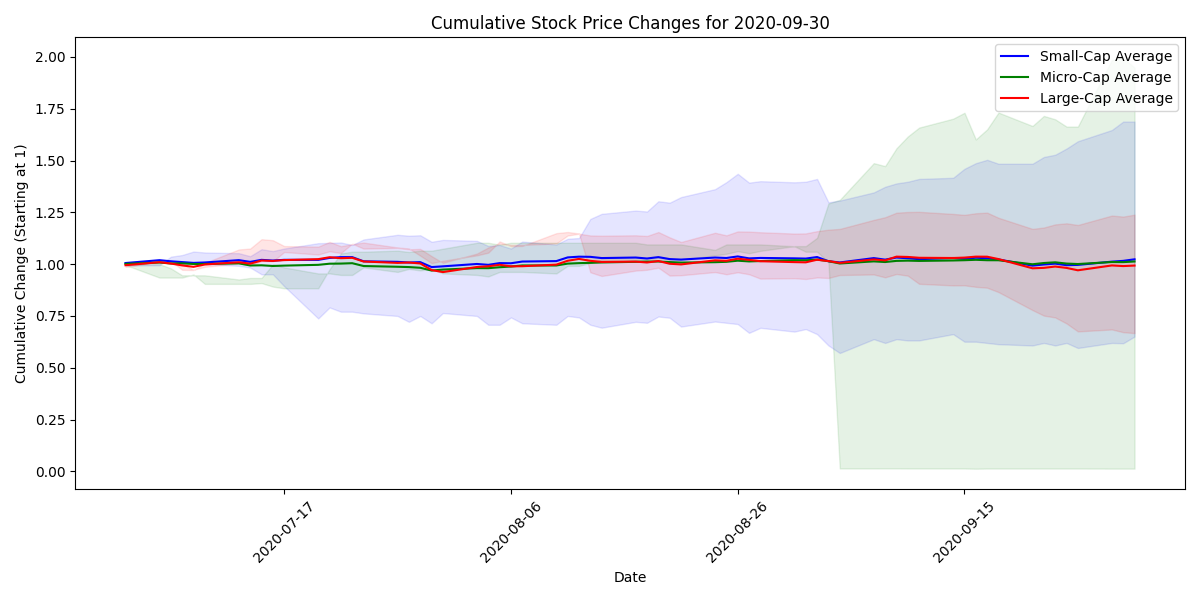 Cumulative Stock Price Changes for 2020-09-30
Small-Cap Average
Micro-Cap Average
Large-Cap Average
Cumulative Change (Starting at 1)
2.00
1.75
1.50
1.25
1.00
0.75
0.50
0.25
0.00
2020-07-17
2020-08-06
2020-08-26
2020-09-15
Date